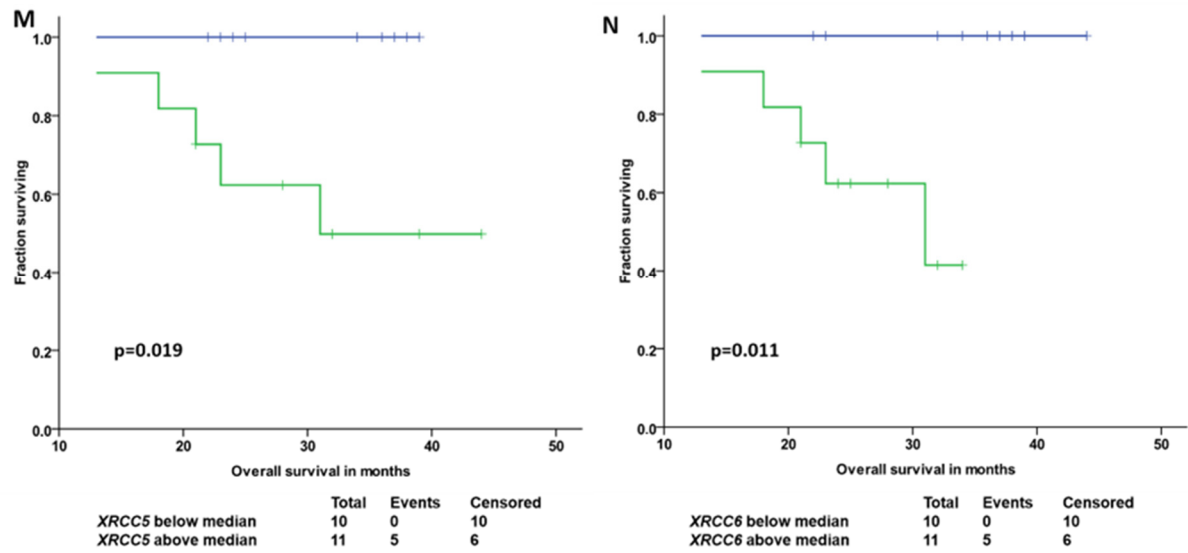 M
1.0
0.8
0.6
0.4
0.2
0.0
Fraction surviving
p=0.019
10 20 30 40 50
Overall survival in months
Total Events Censored
XRCC5 below median 10 0 10
XRCC5 above median 11 5 6
N
1.0
0.8
0.6
0.4
0.2
0.0
Fraction surviving
p=0.011
10 20 30 40 50
Overall survival in months
Total Events Censored
XRCC6 below median 10 0 10
XRCC6 above median 11 5 6